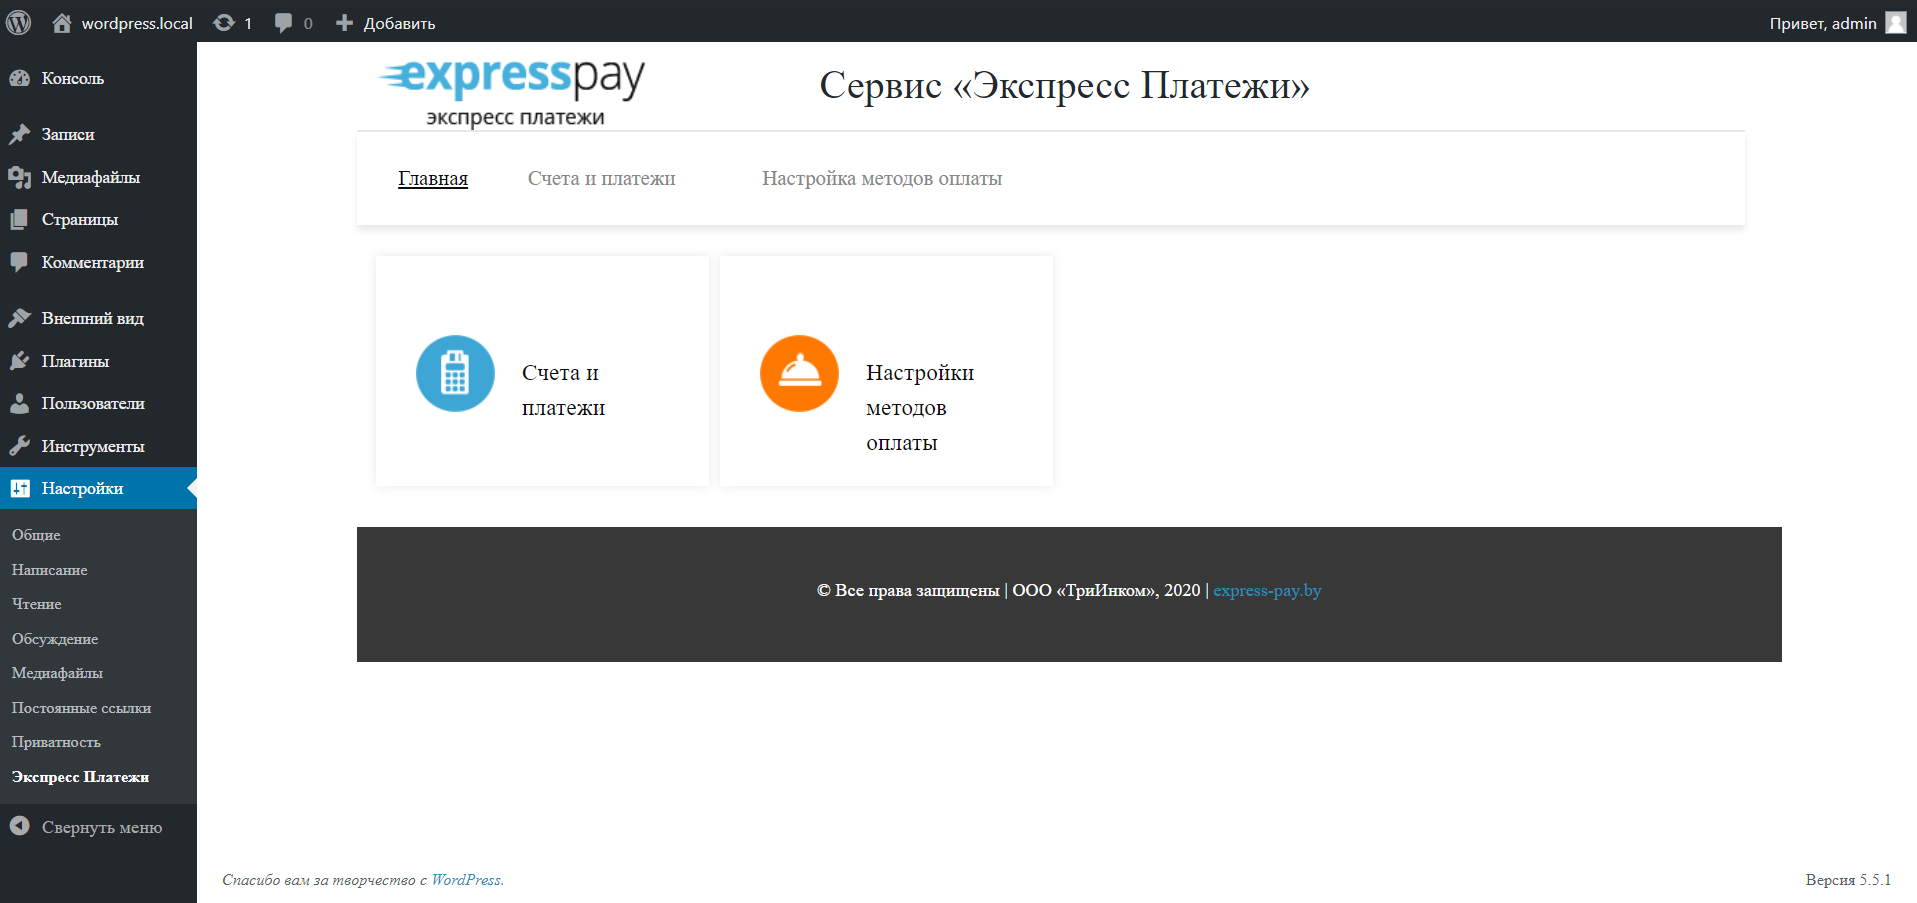 wordpress.local 1 0 Добавить Привет, admin
Консоль
Записи
Медиафайлы
Страницы
Комментарии
Внешний вид
Плагины
Пользователи
Инструменты
Настройки
Общие
Написание
Чтение
Обсуждение
Медиафайлы
Постоянные ссылки
Приватность
Экспресс Платежи
Свернуть меню
expresspay
экспресс платежи
Сервис «Экспресс Платежи»
Главная Счета и платежи Настройка методов оплаты
Счета и
платежи
Настройки
методов
оплаты
© Все права защищены | ООО «ТриИнком», 2020 | express-pay.by
Спасибо вам за творчество с WordPress. Версия 5.5.1